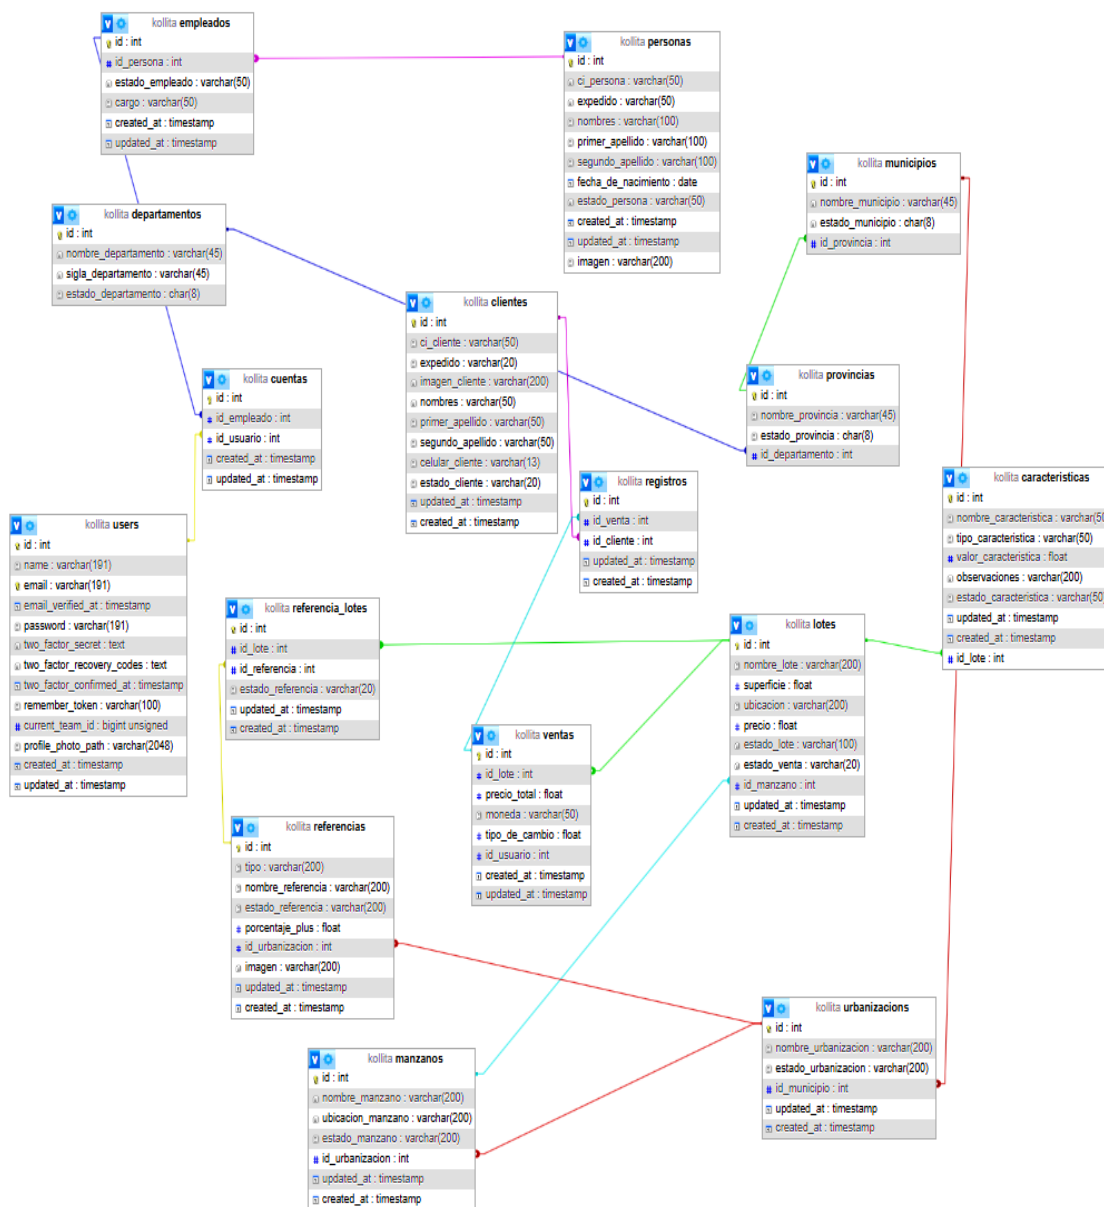 kollita empleados
id : int
id_persona : int
estado_empleado : varchar(50)
cargo : varchar(50)
created_at : timestamp
updated_at : timestamp
kollita personas
id : int
ci_persona : varchar(50)
expedido : varchar(50)
nombres : varchar(100)
primer_apellido : varchar(100)
segundo_apellido : varchar(100)
fecha_de_nacimiento : date
estado_persona : varchar(50)
created_at : timestamp
updated_at : timestamp
imagen : varchar(200)
kollita municipios
id : int
nombre_municipio : varchar(45)
estado_municipio : char(8)
id_provincia : int
kollita departamentos
id : int
nombre_departamento : varchar(45)
sigla_departamento : varchar(45)
estado_departamento : char(8)
kollita clientes
id : int
ci_cliente : varchar(50)
expedido : varchar(20)
imagen_cliente : varchar(200)
nombres : varchar(50)
primer_apellido : varchar(50)
segundo_apellido : varchar(50)
celular_cliente : varchar(13)
estado_cliente : varchar(20)
updated_at : timestamp
created_at : timestamp
kollita provincias
id : int
nombre_provincia : varchar(45)
estado_provincia : char(8)
id_departamento : int
kollita cuentas
id : int
id_empleado : int
id_usuario : int
created_at : timestamp
updated_at : timestamp
kollita registros
id : int
id_venta : int
id_cliente : int
updated_at : timestamp
created_at : timestamp
kollita caracteristicas
id : int
nombre_caracteristica : varchar(50
tipo_caracteristica : varchar(50)
valor_caracteristica : float
observaciones : varchar(200)
estado_caracteristica : varchar(50)
updated_at : timestamp
created_at : timestamp
id_lote : int
kollita users
id : int
name : varchar(191)
email : varchar(191)
email_verified_at : timestamp
password : varchar(191)
two_factor_secret : text
two_factor_recovery_codes : text
two_factor_confirmed_at : timestamp
remember_token : varchar(100)
current_team_id : bigint unsigned
profile_photo_path : varchar(2048)
created_at : timestamp
updated_at : timestamp
kollita referencia_lotes
id : int
id_lote : int
id_referencia : int
estado_referencia : varchar(20)
updated_at : timestamp
created_at : timestamp
kollita lotes
id : int
nombre_lote : varchar(200)
superficie : float
ubicacion : varchar(200)
precio : float
estado_lote : varchar(100)
estado_venta : varchar(20)
id_manzano : int
updated_at : timestamp
created_at : timestamp
kollita ventas
id : int
id_lote : int
precio_total : float
moneda : varchar(50)
tipo_de_cambio : float
id_usuario : int
created_at : timestamp
updated_at : timestamp
kollita referencias
id : int
tipo : varchar(200)
nombre_referencia : varchar(200)
estado_referencia : varchar(200)
porcentaje_plus : float
id_urbanizacion : int
imagen : varchar(200)
updated_at : timestamp
created_at : timestamp
kollita urbanizacions
id : int
nombre_urbanizacion : varchar(200)
estado_urbanizacion : varchar(200)
id_municipio : int
updated_at : timestamp
created_at : timestamp
kollita manzanos
id : int
nombre_manzano : varchar(200)
ubicacion_manzano : varchar(200)
estado_manzano : varchar(200)
id_urbanizacion : int
updated_at : timestamp
created_at : timestamp